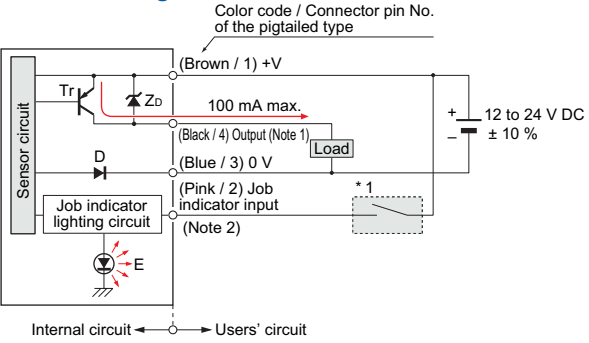 Color code / Connector pin No.
of the pigtailed type
(Brown / 1) +V
Tr
ZD
100 mA max.
+
12 to 24 V DC
–
± 10 %
Sensor circuit
(Black / 4) Output (Note 1)
Load
D
(Blue / 3) 0 V
(Pink / 2) Job
indicator input
* 1
Job indicator
lighting circuit
(Note 2)
E
Internal circuit
Users' circuit